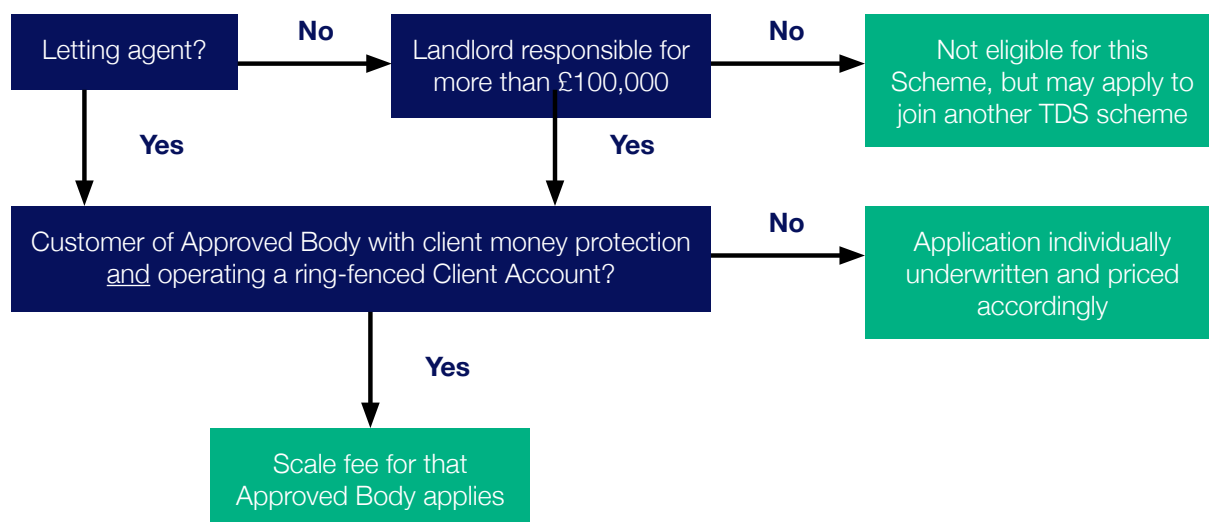 Letting agent?
No
Landlord responsible for
more than £100,000
No
Not eligible for this
Scheme, but may apply to
join another TDS scheme
Yes
Yes
Customer of Approved Body with client money protection
and operating a ring-fenced Client Account?
No
Application individually
underwritten and priced
accordingly
Yes
Scale fee for that
Approved Body applies